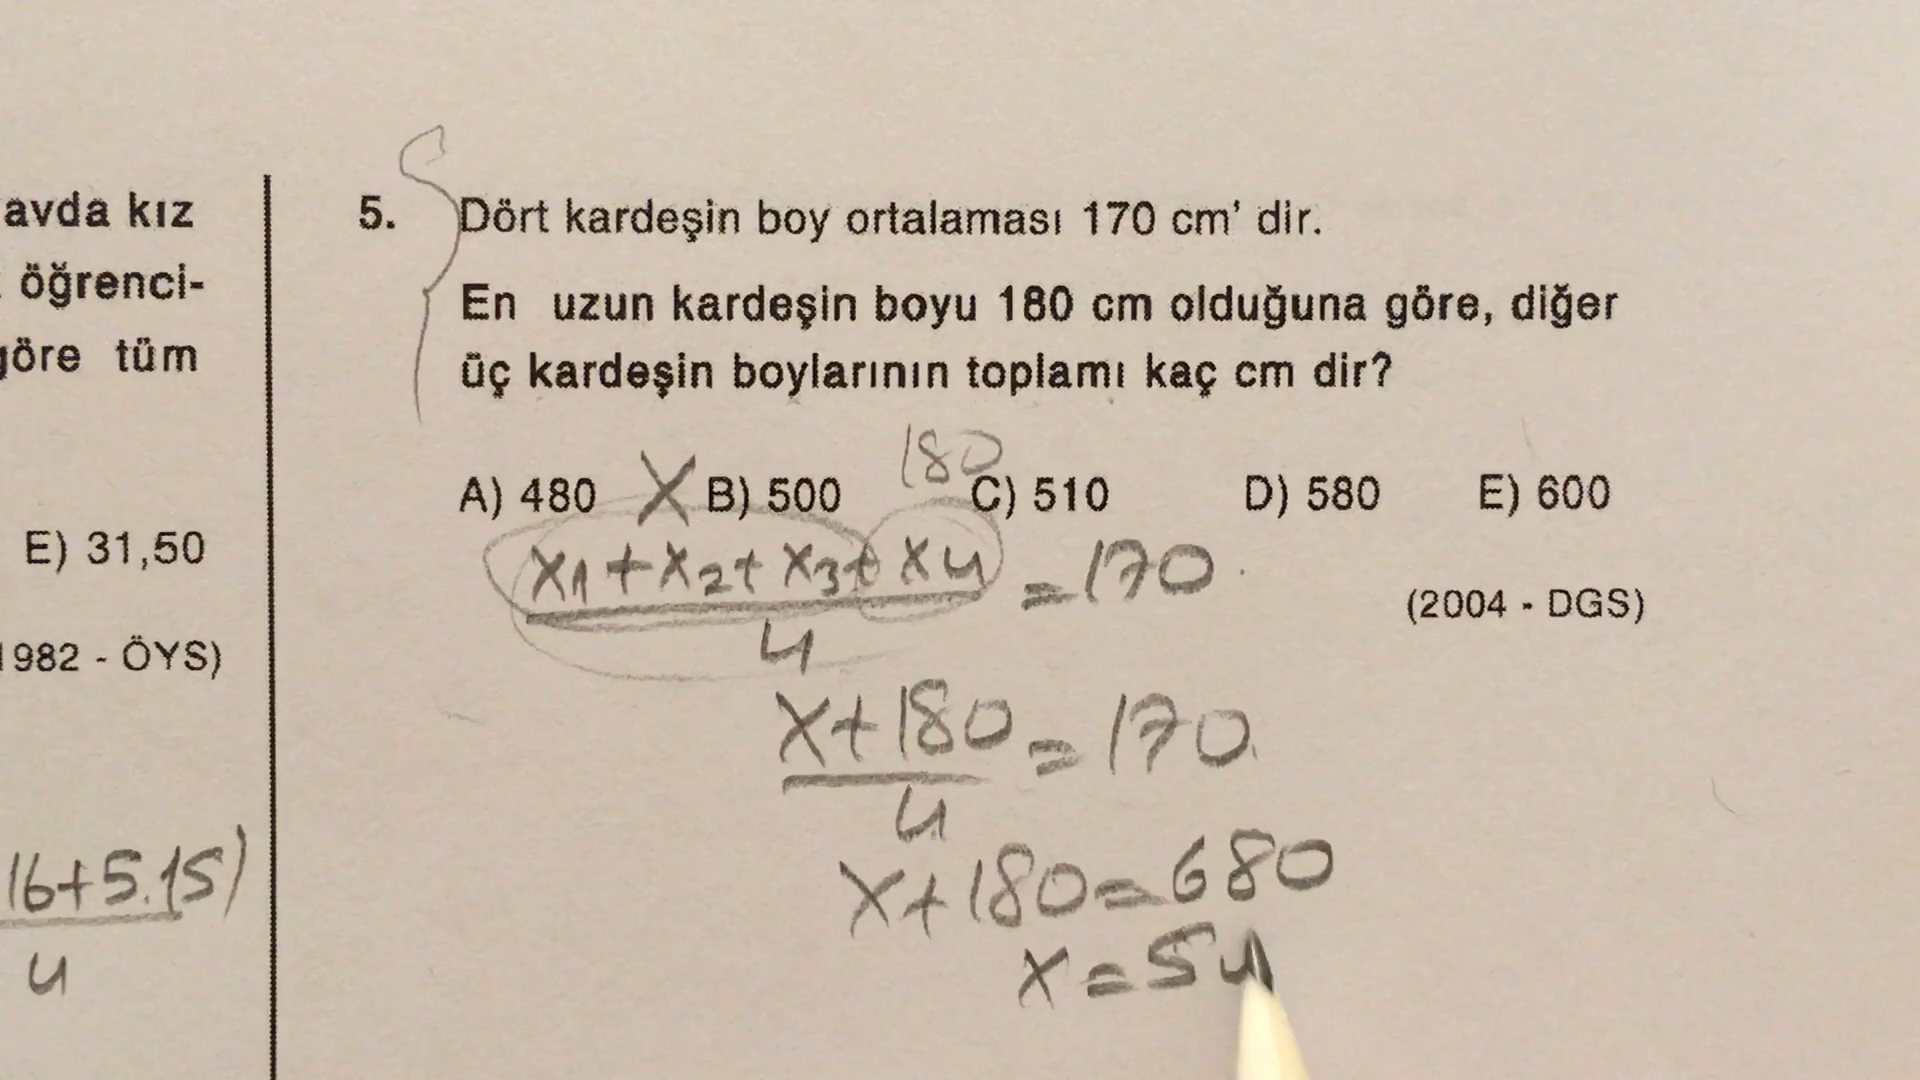 avda kız
öğrenci-
göre tüm
E) 31,50
1982 - ÖYS)
16+5.15)
4
5. Dört kardeşin boy ortalaması 170 cm' dir.
En uzun kardeşin boyu 180 cm olduğuna göre, diğer
üç kardeşin boylarının toplamı kaç cm dir?
180
A) 480 X B) 500 C) 510 D) 580 E) 600
x1+x2+x3+x4 = 170
4
(2004 - DGS)
x+180 = 170
4
x+180=680
x=54